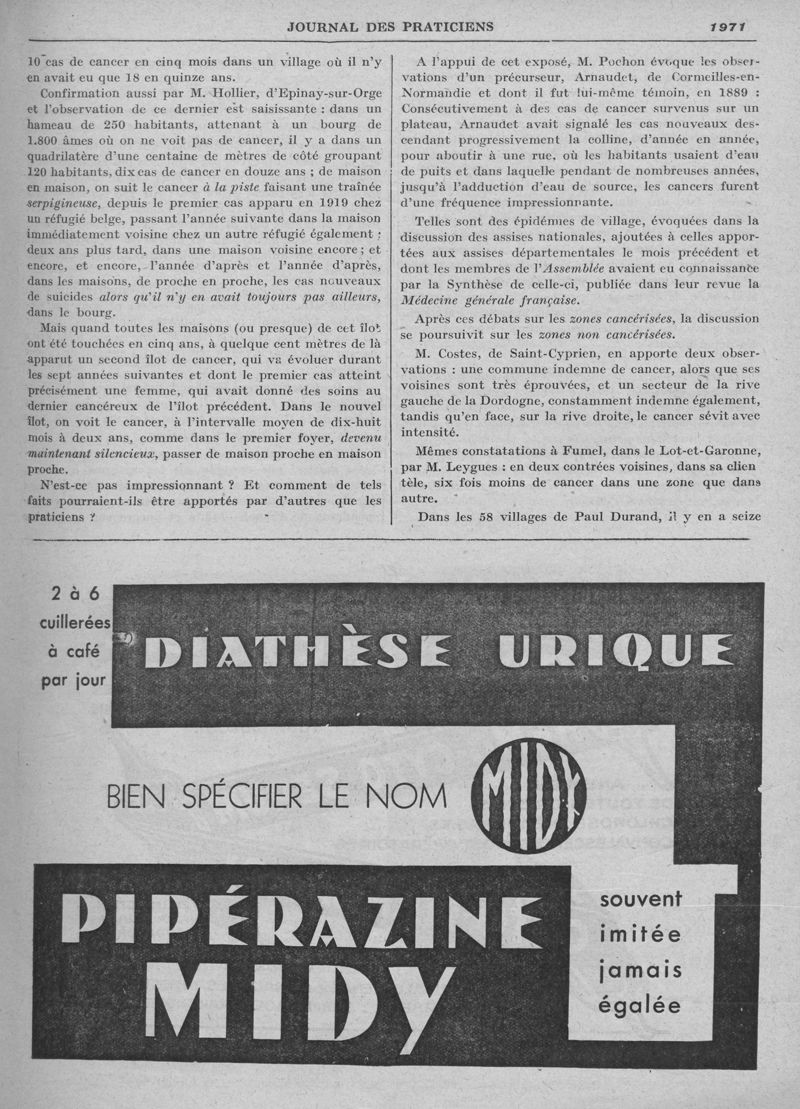 JOURNAL DES PRATICIENS
1971
10 cas de cancer en cinq mois dans un village où il n'y
en avait eu que 18 en quinze ans.
Confirmation aussi par M. Hollier, d'Epinay-sur-Orge
et l'observation de ce dernier est saisissante : dans un
hameau de 250 habitants, attenant à un bourg de
1.800 âmes où on ne voit pas de cancer, il y a dans un
quadrilatère d'une centaine de mètres de côté groupant
120 habitants, dix cas de cancer en douze ans ; de maison
en maison, on suit le cancer à la piste faisant une traînée
serpigineuse, depuis le premier cas apparu en 1919 chez
un réfugié belge, passant l'année suivante dans la maison
immédiatement voisine chez un autre réfugié également ;
deux ans plus tard, dans une maison voisine encore ; et
encore, et encore, l'année d'après et l'année d'après,
dans les maisons, de proche en proche, les cas nouveaux
de suicides alors qu'il n'y en avait toujours pas ailleurs,
dans le bourg.
Mais quand toutes les maisons (ou presque) de cet îlot
ont été touchées en cinq ans, à quelque cent mètres de là
apparut un second îlot de cancer, qui va évoluer durant
les sept années suivantes et dont le premier cas atteint
précisément une femme, qui avait donné des soins au
dernier cancéreux de l'îlot précédent. Dans le nouvel
îlot, on voit le cancer, à l'intervalle moyen de dix-huit
mois à deux ans, comme dans le premier foyer, devenu
maintenant silencieux, passer de maison proche en maison
proche.
N'est-ce pas impressionnant ? Et comment de tels
faits pourraient-ils être apportés par d'autres que les
praticiens ?
A l'appui de cet exposé, M. Pochon évoque les obser-
vations d'un précurseur, Arnaudet, de Cormeilles-en-
Normandie et dont il fut lui-même témoin, en 1889 :
Consécutivement à des cas de cancer survenus sur un
plateau, Arnaudet avait signalé les cas nouveaux des-
cendant progressivement la colline, d'année en année,
pour aboutir à une rue, où les habitants usaient d'eau
de puits et dans laquelle pendant de nombreuses années,
jusqu'à l'adduction d'eau de source, les cancers furent
d'une fréquence impressionnante.
Telles sont des épidémies de village, évoquées dans la
discussion des assises nationales, ajoutées à celles appor-
tées aux assises départementales le mois précédent et
dont les membres de l'Assemblée avaient eu connaissance
par la Synthèse de celle-ci, publiée dans leur revue la
Médecine générale française.
Après ces débats sur les zones cancérisées, la discussion
se poursuivit sur les zones non cancérisées.
M. Costes, de Saint-Cyprien, en apporte deux obser-
vations : une commune indemne de cancer, alors que ses
voisines sont très éprouvées, et un secteur de la rive
gauche de la Dordogne, constamment indemne également,
tandis qu'en face, sur la rive droite, le cancer sévit avec
intensité.
Mêmes constatations à Fumel, dans le Lot-et-Garonne,
par M. Leygues : en deux contrées voisines, dans sa clien
tèle, six fois moins de cancer dans une zone que dans
autre.
Dans les 58 villages de Paul Durand, il y en a seize
2 à 6
cuillerées
à café
par jour
DIATHÈSE URIQUE
BIEN SPÉCIFIER LE NOM
MIDY
PIPÉRAZINE
MIDY
souvent
imitée
jamais
égalée